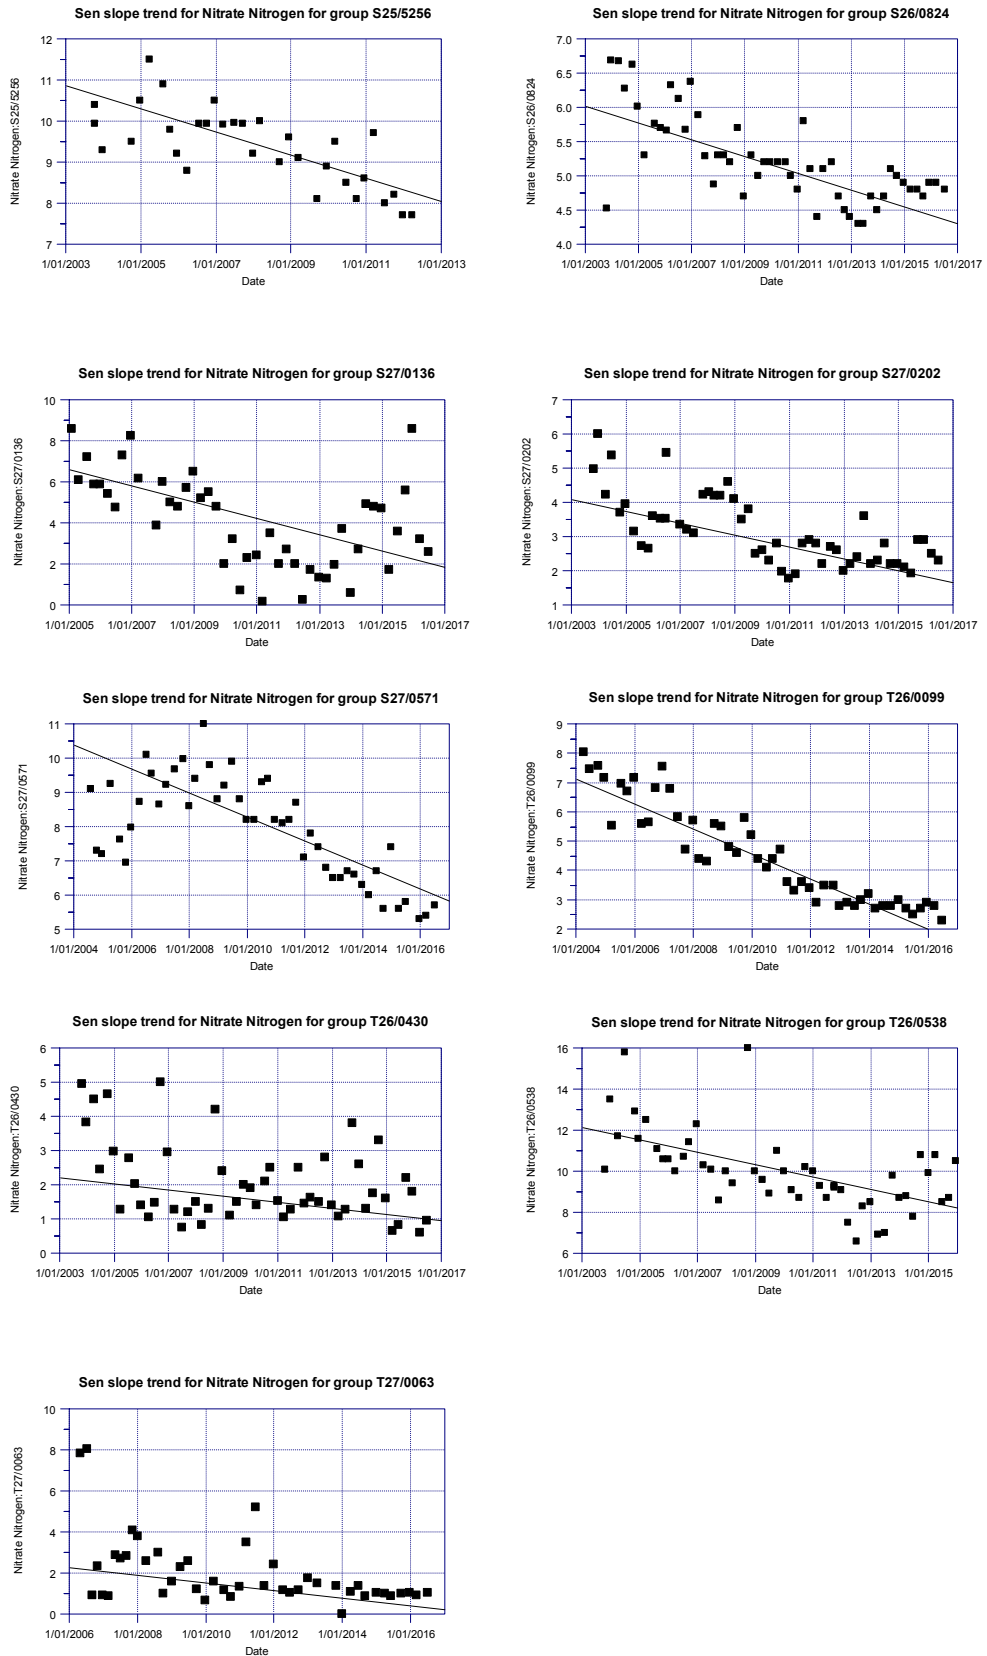 Sen slope trend for Nitrate Nitrogen for group S25/5256
12
11
10
9
8
7
Nitrate Nitrogen:S25/5256
1/01/2003 1/01/2005 1/01/2007 1/01/2009 1/01/2011 1/01/2013
Date
Sen slope trend for Nitrate Nitrogen for group S26/0824
7.0
6.5
6.0
5.5
5.0
4.5
4.0
Nitrate Nitrogen:S26/0824
1/01/2003 1/01/2005 1/01/2007 1/01/2009 1/01/2011 1/01/2013 1/01/2015 1/01/2017
Date
Sen slope trend for Nitrate Nitrogen for group S27/0136
10
8
6
4
2
0
Nitrate Nitrogen:S27/0136
1/01/2005 1/01/2007 1/01/2009 1/01/2011 1/01/2013 1/01/2015 1/01/2017
Date
Sen slope trend for Nitrate Nitrogen for group S27/0202
7
6
5
4
3
2
1
Nitrate Nitrogen:S27/0202
1/01/2003 1/01/2005 1/01/2007 1/01/2009 1/01/2011 1/01/2013 1/01/2015 1/01/2017
Date
Sen slope trend for Nitrate Nitrogen for group S27/0571
11
10
9
8
7
6
5
Nitrate Nitrogen:S27/0571
1/01/2004 1/01/2006 1/01/2008 1/01/2010 1/01/2012 1/01/2014 1/01/2016
Date
Sen slope trend for Nitrate Nitrogen for group T26/0099
9
8
7
6
5
4
3
2
Nitrate Nitrogen:T26/0099
1/01/2004 1/01/2006 1/01/2008 1/01/2010 1/01/2012 1/01/2014 1/01/2016
Date
Sen slope trend for Nitrate Nitrogen for group T26/0430
6
5
4
3
2
1
0
Nitrate Nitrogen:T26/0430
1/01/2003 1/01/2005 1/01/2007 1/01/2009 1/01/2011 1/01/2013 1/01/2015 1/01/2017
Date
Sen slope trend for Nitrate Nitrogen for group T26/0538
16
14
12
10
8
6
Nitrate Nitrogen:T26/0538
1/01/2003 1/01/2005 1/01/2007 1/01/2009 1/01/2011 1/01/2013 1/01/2015
Date
Sen slope trend for Nitrate Nitrogen for group T27/0063
10
8
6
4
2
0
Nitrate Nitrogen:T27/0063
1/01/2006 1/01/2008 1/01/2010 1/01/2012 1/01/2014 1/01/2016
Date